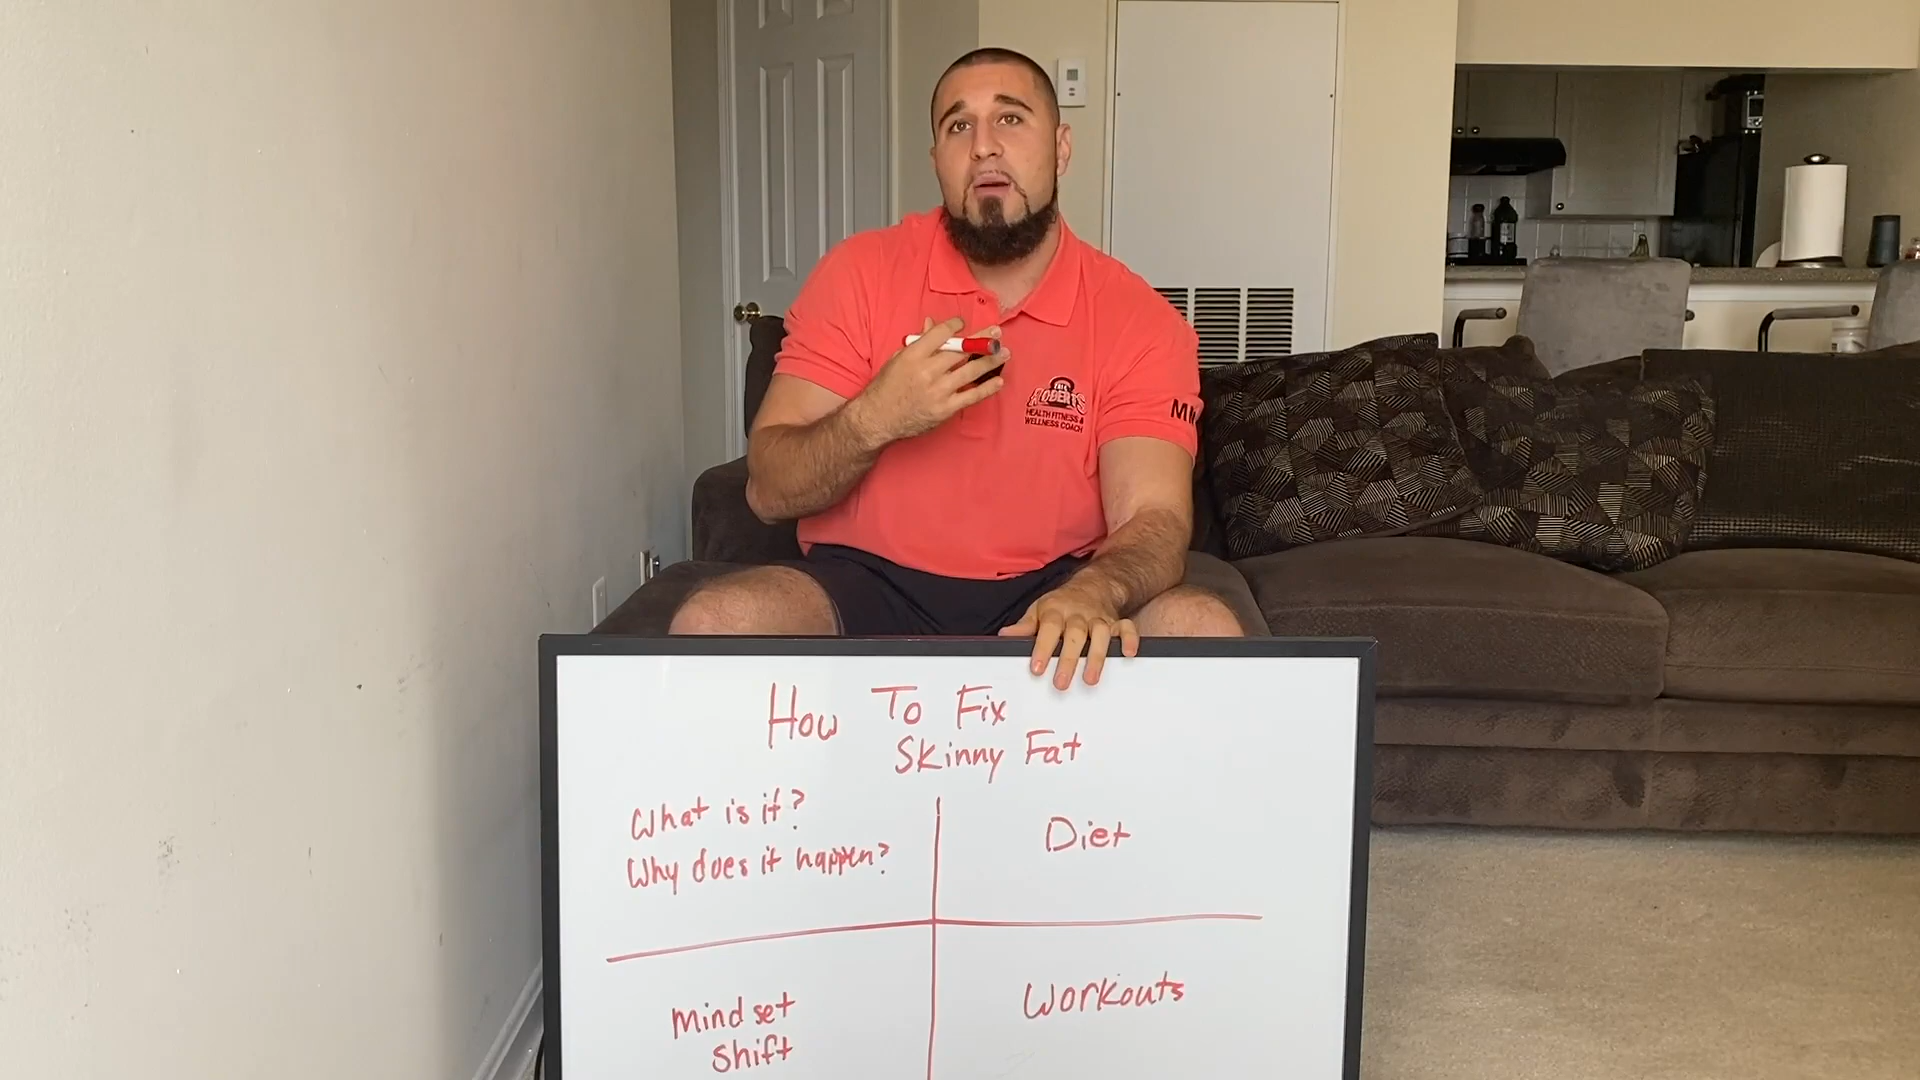 ROBERTS
HEALTH FITNESS &
WELLNESS COACH
How To Fix
Skinny Fat
What is it?
Why does it happen?
Diet
Mindset
Shift
Workouts